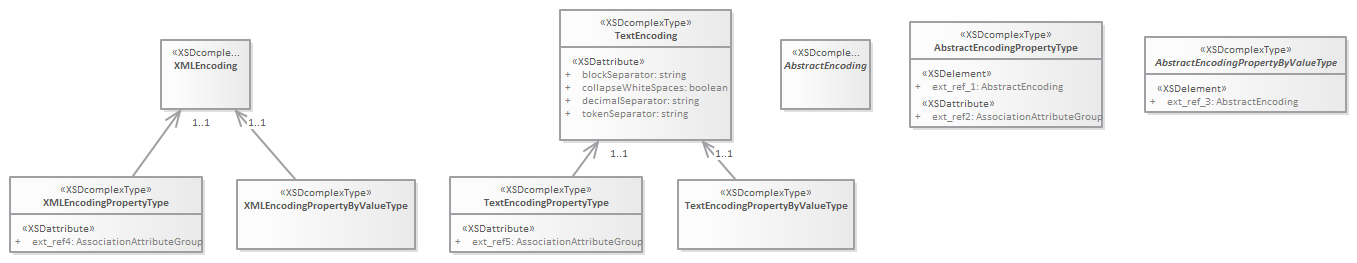 «XSDcomple...
XMLEncoding
1..1
1..1
«XSDcomplexType»
XMLEncodingPropertyType
«XSDattribute»
+ ext_ref4: AssociationAttributeGroup
«XSDcomplexType»
XMLEncodingPropertyByValueType
«XSDcomplexType»
TextEncoding
«XSDattribute»
+ blockSeparator: string
+ collapseWhiteSpaces: boolean
+ decimalSeparator: string
+ tokenSeparator: string
1..1
1..1
«XSDcomplexType»
TextEncodingPropertyType
«XSDattribute»
+ ext_ref5: AssociationAttributeGroup
«XSDcomplexType»
TextEncodingPropertyByValueType
«XSDcomple...
AbstractEncoding
«XSDcomplexType»
AbstractEncodingPropertyType
«XSDelement»
+ ext_ref_1: AbstractEncoding
«XSDattribute»
+ ext_ref2: AssociationAttributeGroup
«XSDcomplexType»
AbstractEncodingPropertyByValueType
«XSDelement»
+ ext_ref_3: AbstractEncoding